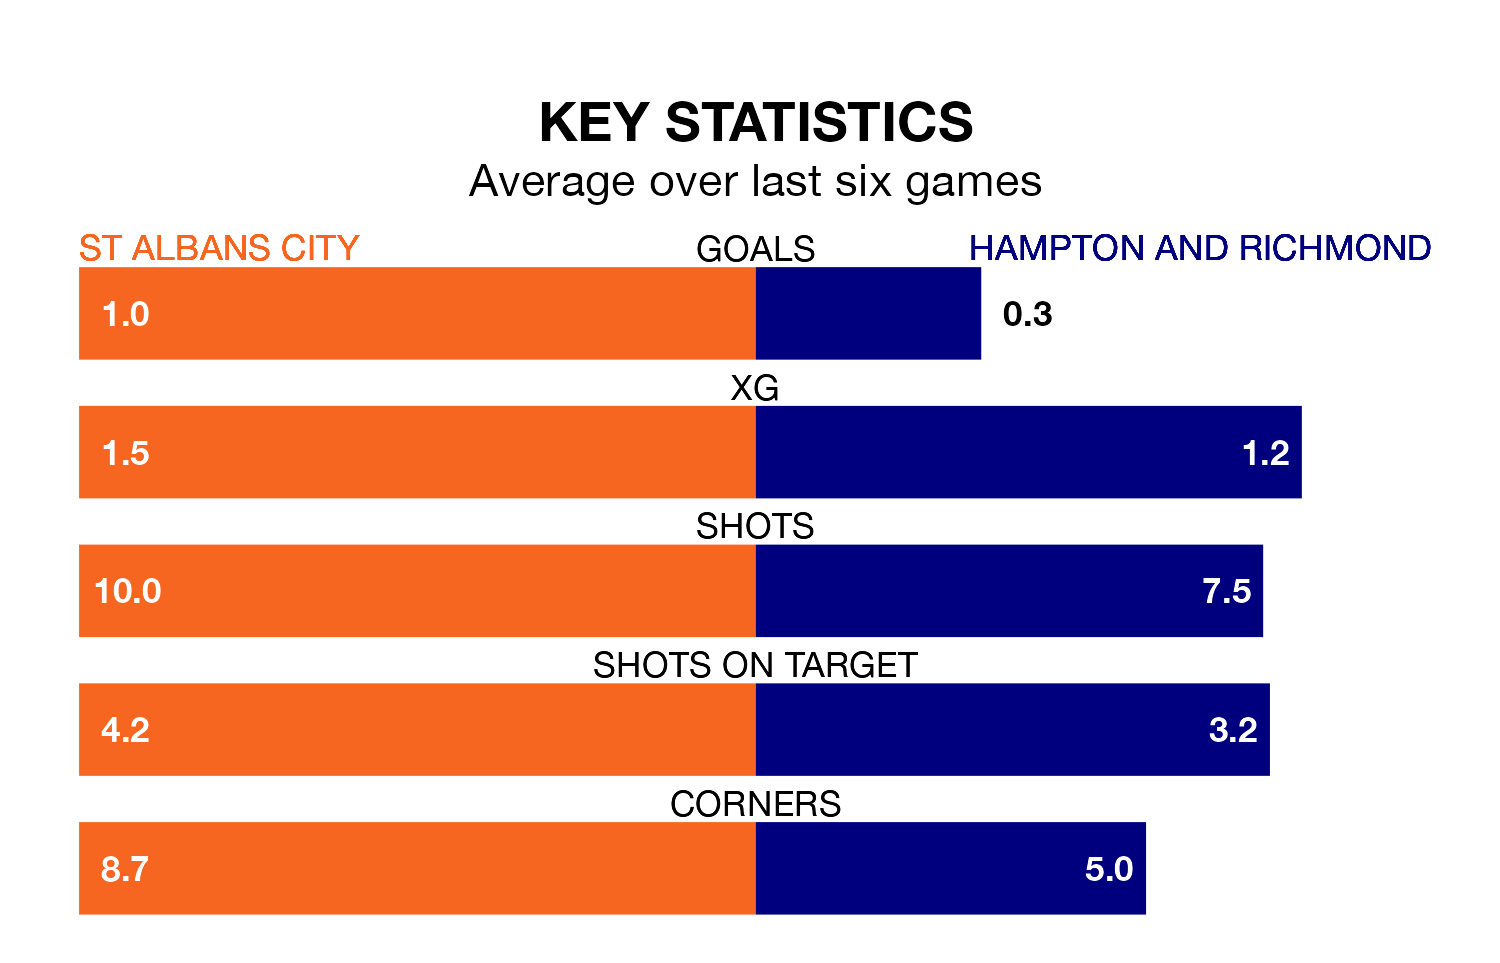 KEY STATISTICS
Average over last six games
ST ALBANS CITY GOALS HAMPTON AND RICHMOND
1.0 0.3
XG
1.5 1.2
SHOTS
10.0 7.5
SHOTS ON TARGET
4.2 3.2
CORNERS
8.7 5.0